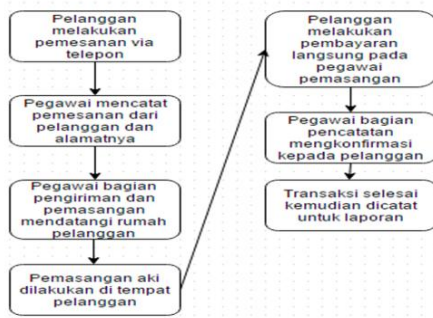 Pelanggan
melakukan
pemesanan via
telepon
Pegawai mencatat
pemesanan dari
pelanggan dan
alamatnya
Pegawai bagian
pengiriman dan
pemasangan
mendatangi rumah
pelanggan
Pemasangan aki
dilakukan di tempat
pelanggan
Pelanggan
melakukan
pembayaran
langsung pada
pegawai
pemasangan
Pegawai bagian
pencatatan
mengkonfirmasi
kepada pelanggan
Transaksi selesai
kemudian dicatat
untuk laporan